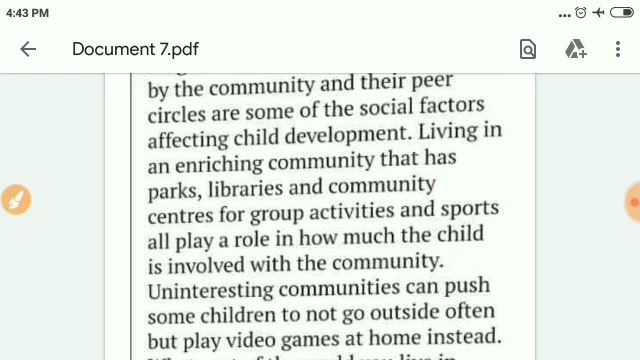 4:43 PM
Document 7.pdf
by the community and their peer
circles are some of the social factors
affecting child development. Living in
an enriching community that has
parks, libraries and community
centres for group activities and sports
all play a role in how much the child
is involved with the community.
Uninteresting communities can push
some children to not go outside often
but play video games at home instead.